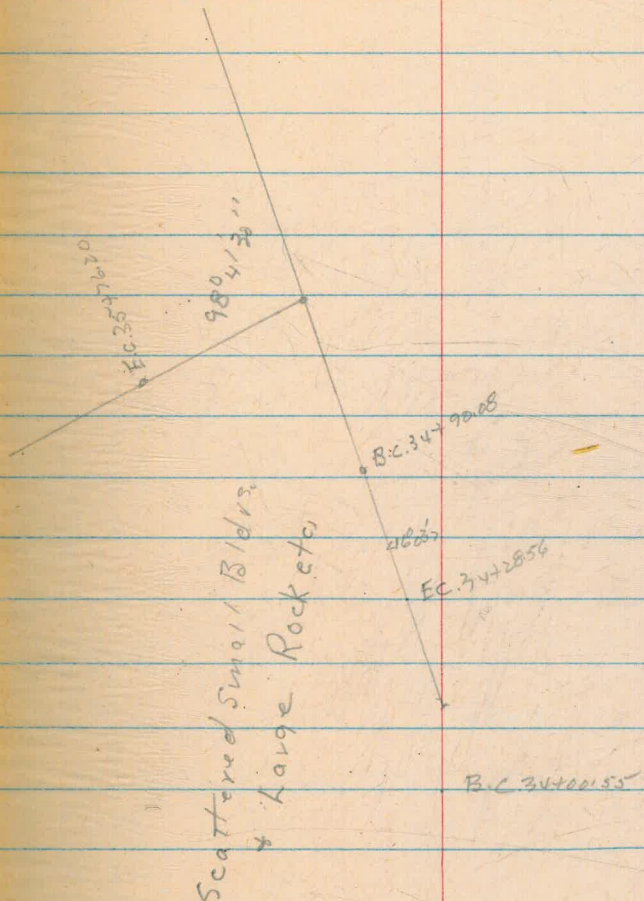 E.C. 35+76.20
98° 41' 30"
B.C. 34+90.08
E.C. 34+28.56
B.C. 34+00.55
Scattered Small Bldrs.
& Large Rock etc.